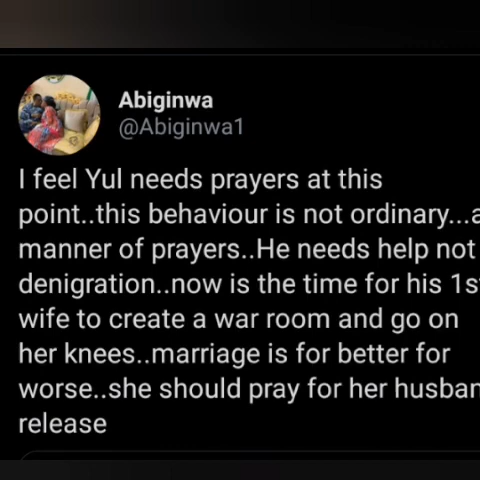 Abiginwa
@Abiginwa1
I feel Yul needs prayers at this
point..this behaviour is not ordinary...a
manner of prayers..He needs help not
denigration..now is the time for his 1s
wife to create a war room and go on
her knees..marriage is for better for
worse..she should pray for her husban
release